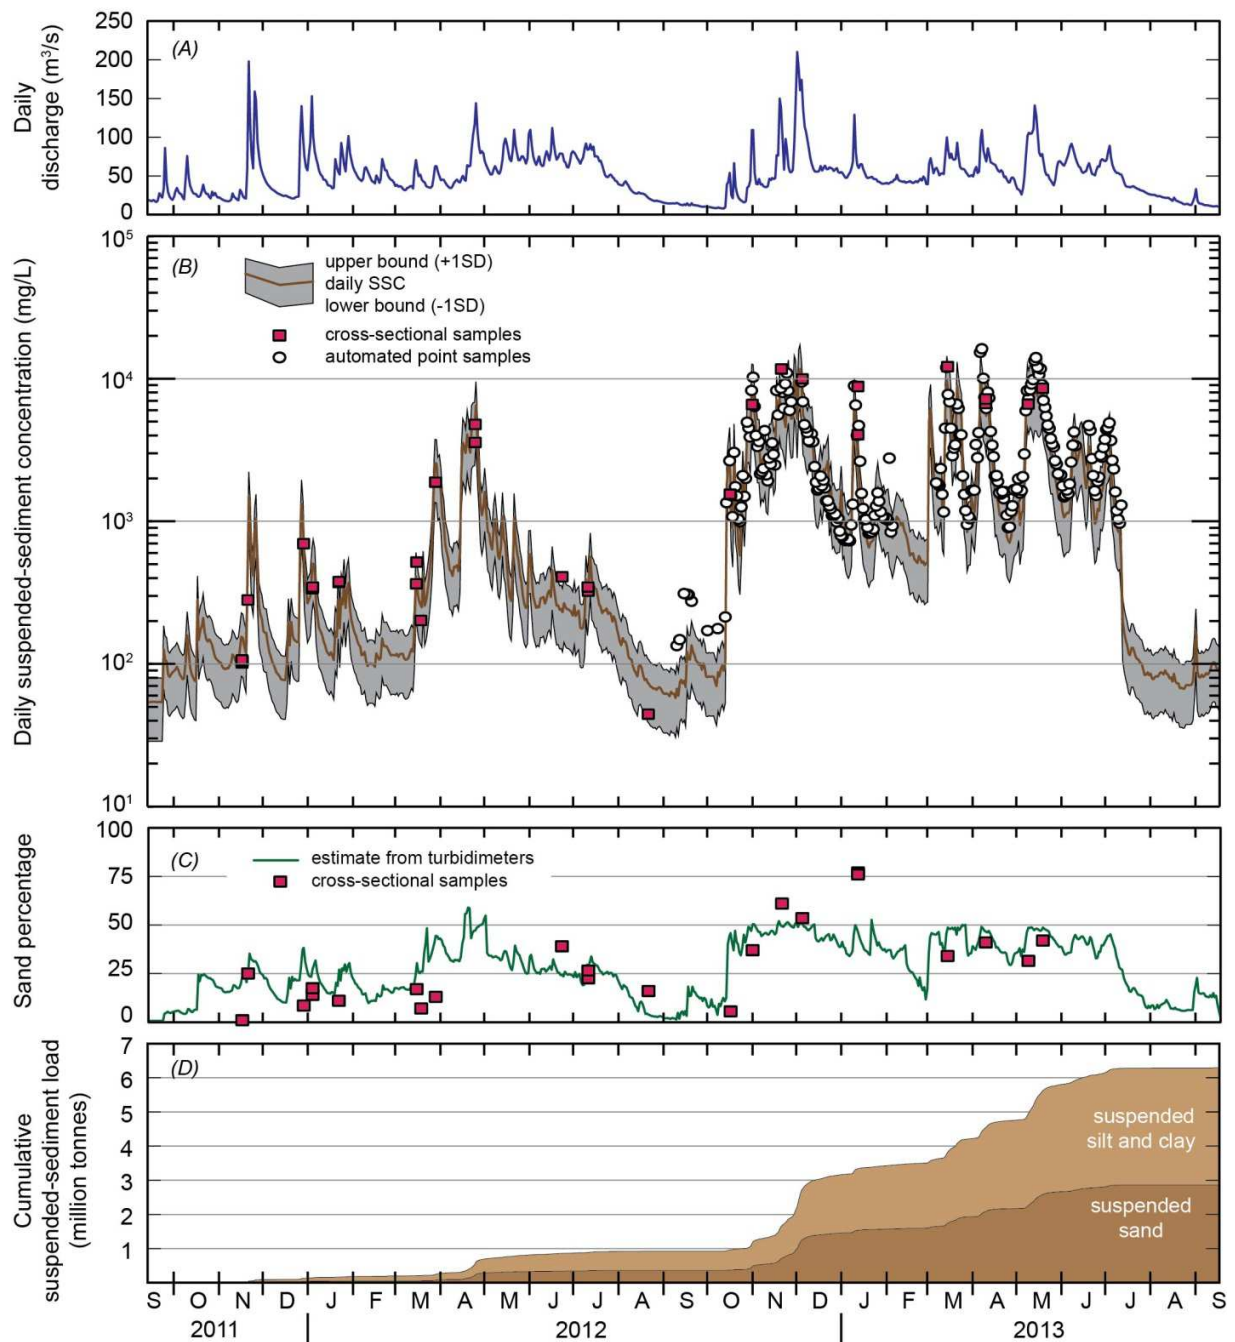 250
200
150
100
50
0
Daily
discharge (m³/s)
(A)
10⁵
10⁴
10³
10²
10¹
Daily suspended-sediment concentration (mg/L)
(B)
upper bound (+1SD)
daily SSC
lower bound (-1SD)
cross-sectional samples
automated point samples
100
75
50
25
0
Sand percentage
(C)
estimate from turbidimeters
cross-sectional samples
7
6
5
4
3
2
1
Cumulative
suspended-sediment load
(million tonnes)
(D)
suspended
silt and clay
suspended
sand
S O N D J F M A M J J A S O N D J F M A M J J A S
2011 2012 2013